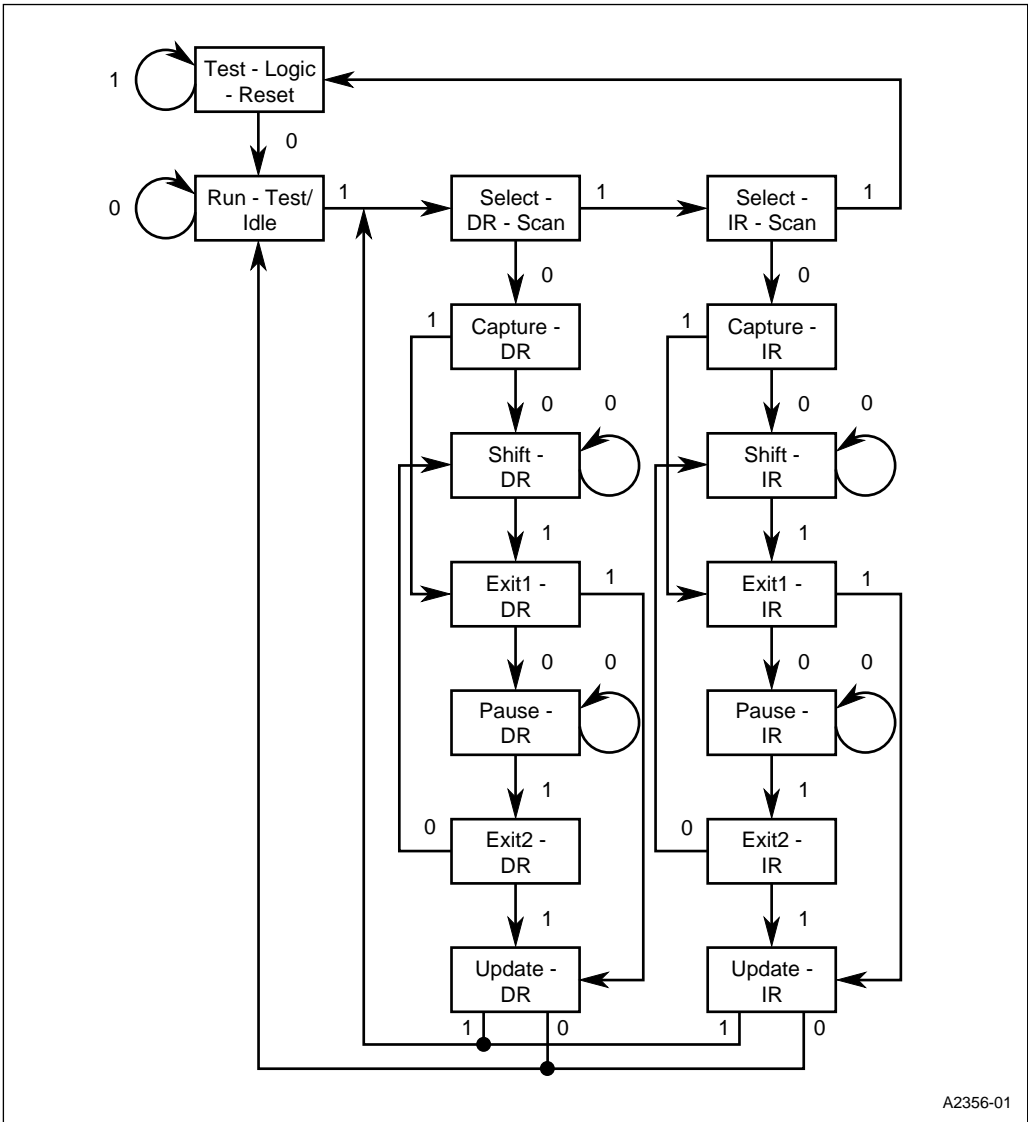 Test - Logic
- Reset
1
0
Run - Test/
Idle
0
1
Select -
DR - Scan
1
Select -
IR - Scan
1
0
0
1
Capture -
DR
1
Capture -
IR
0
0
0
0
Shift -
DR
Shift -
IR
1
1
Exit1 -
DR
1
Exit1 -
IR
1
0
0
0
0
Pause -
DR
Pause -
IR
1
1
0
Exit2 -
DR
0
Exit2 -
IR
1
1
Update -
DR
Update -
IR
1
0
1
0
A2356-01